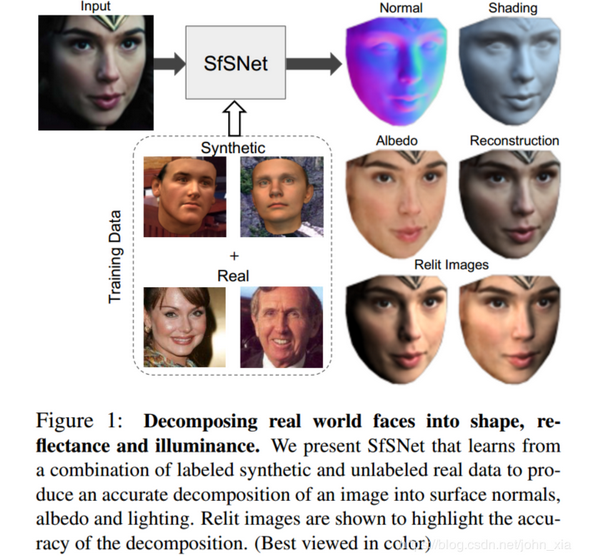 Input
Normal
Shading
SfSNet
Synthetic
Albedo
Reconstruction
Training Data
+
Real
Relit Images
Figure 1: Decomposing real world faces into shape, re-
flectance and illuminance. We present SfSNet that learns from
a combination of labeled synthetic and unlabeled real data to pro-
duce an accurate decomposition of an image into surface normals,
albedo and lighting. Relit images are shown to highlight the accu-
racy of the decomposition. (Best viewed in color)
blog.csdn.net/john_xia